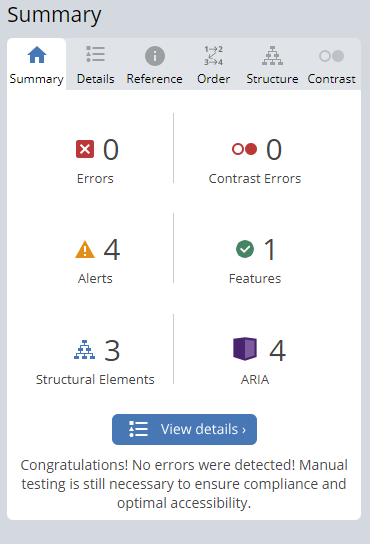 Summary
Summary Details Reference Order Structure Contrast
0 0
Errors Contrast Errors
4 1
Alerts Features
3 4
Structural Elements ARIA
View details ›
Congratulations! No errors were detected! Manual
testing is still necessary to ensure compliance and
optimal accessibility.